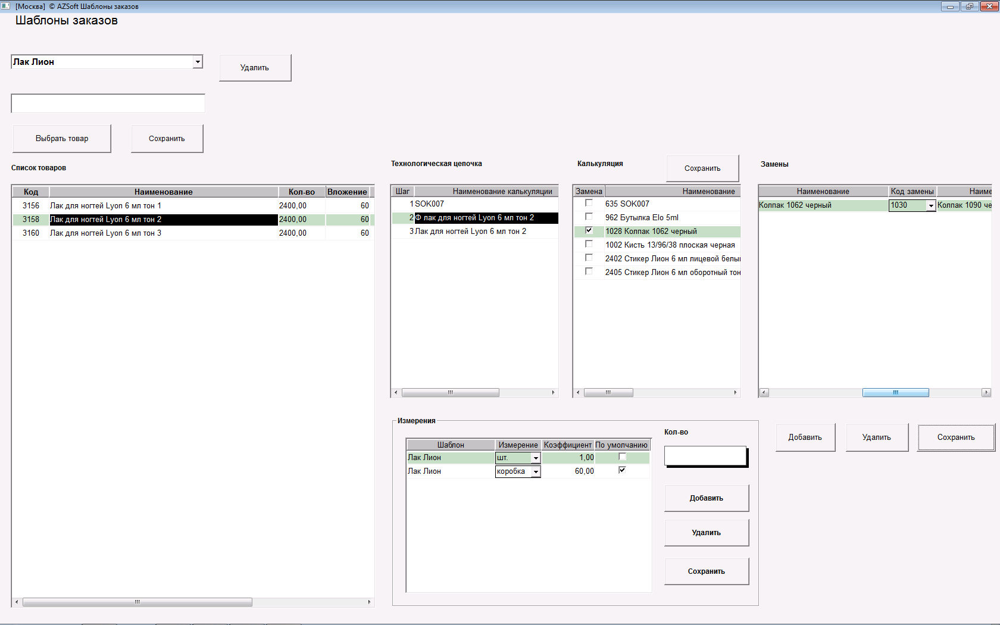 [Москва] © AZSoft Шаблоны заказов
Шаблоны заказов
Лак Лион
Удалить
Выбрать товар
Сохранить
Список товаров
Код Наименование Кол-во Вложение
3156 Лак для ногтей Lyon 6 мл тон 1 2400,00 60
3158 Лак для ногтей Lyon 6 мл тон 2 2400,00 60
3160 Лак для ногтей Lyon 6 мл тон 3 2400,00 60
Технологическая цепочка
Шаг Наименование калькуляции
1 SOK007
2 Ф лак для ногтей Lyon 6 мл тон 2
3 Лак для ногтей Lyon 6 мл тон 2
Калькуляция
Сохранить
Замена Наименование
635 SOK007
962 Бутылка Elo 5ml
1028 Колпак 1062 черный
1002 Кисть 13/96/38 плоская черная
2402 Стикер Лион 6 мл лицевой белы
2405 Стикер Лион 6 мл оборотный тон
Замены
Наименование Код замены Наиме
Колпак 1062 черный 1030 Колпак 1090 че
Добавить
Удалить
Сохранить
Измерения
Шаблон Измерение Коэффициент По умолчанию
Лак Лион шт. 1,00
Лак Лион коробка 60,00
Кол-во
Добавить
Удалить
Сохранить